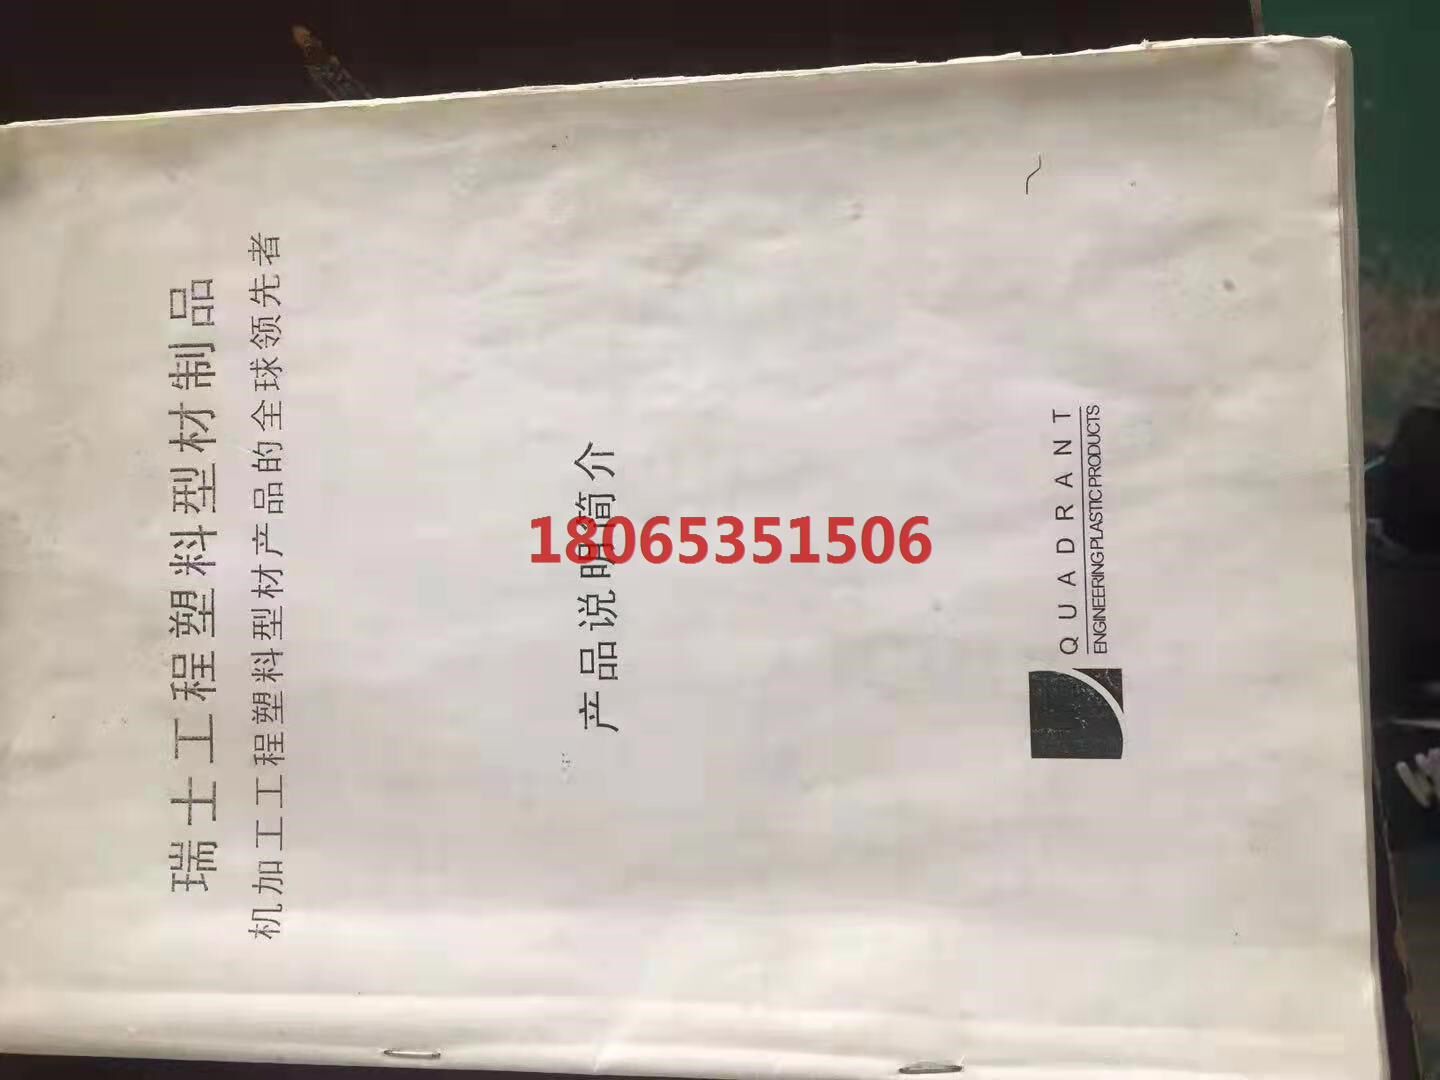 瑞士工程塑料型材制品
机加工工程塑料型材产品的全球领先者
产品说明简介
18065351506
QUADRANT
ENGINEERING PLASTIC PRODUCTS